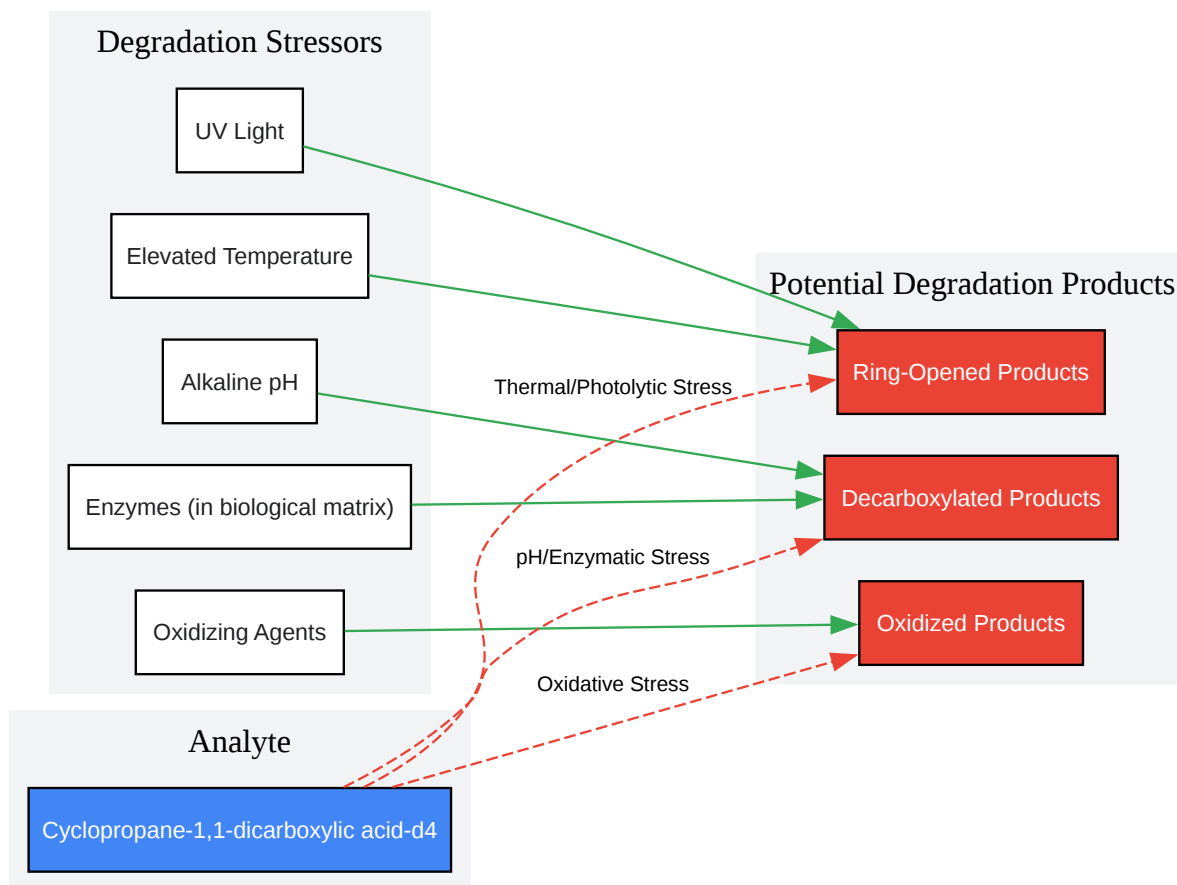 Degradation Stressors
UV Light
Elevated Temperature
Potential Degradation Products
Alkaline pH
Thermal/Photolytic Stress
Ring-Opened Products
Enzymes (in biological matrix)
Decarboxylated Products
pH/Enzymatic Stress
Oxidizing Agents
Oxidized Products
Oxidative Stress
Analyte
Cyclopropane-1,1-dicarboxylic acid-d4